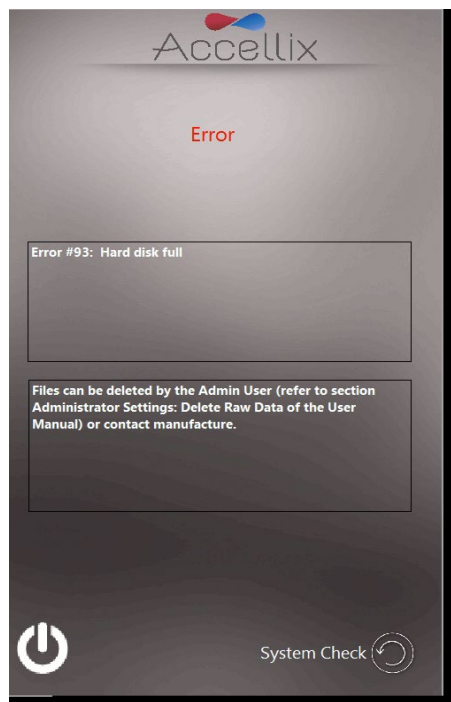 Accellix
Error
Error #93:  Hard disk full
Files can be deleted by the Admin User (refer to section
Administrator Settings: Delete Raw Data of the User
Manual) or contact manufacture.
System Check